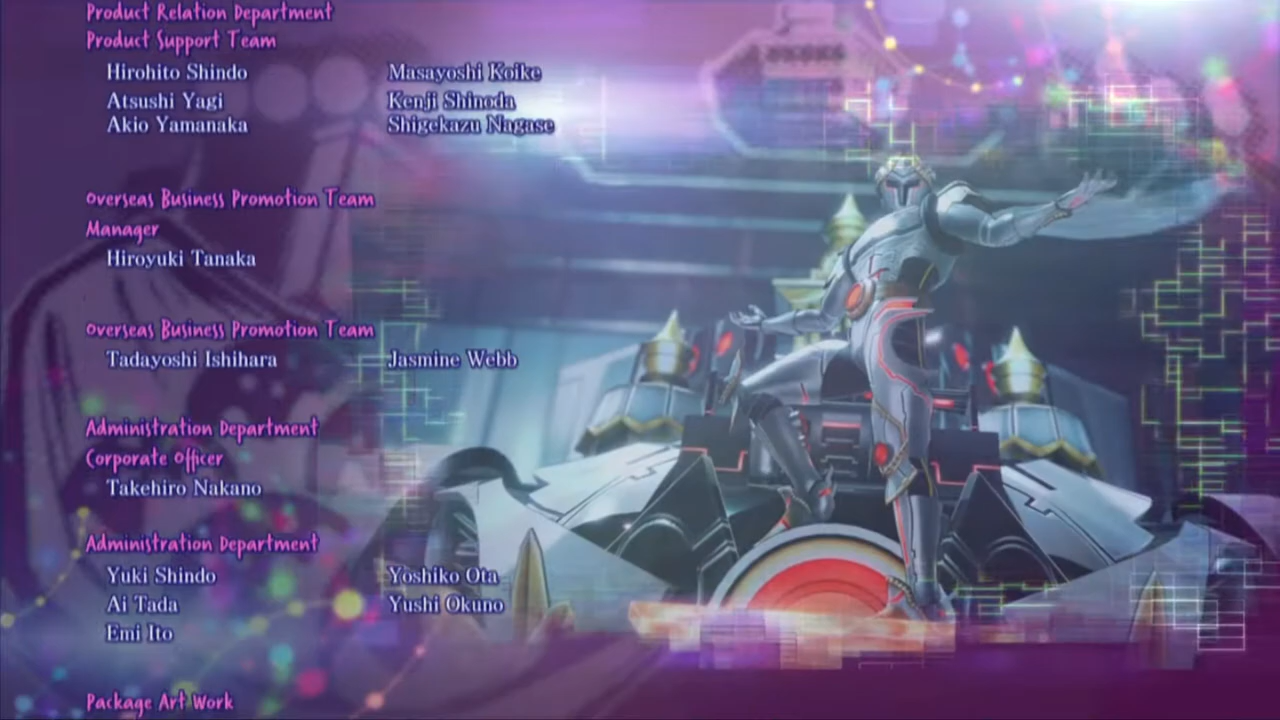 Product Relation Department
Product Support Team
Hirohito Shindo Masayoshi Koike
Atsushi Yagi Kenji Shinoda
Akio Yamanaka Shigekazu Nagase
Overseas Business Promotion Team
Manager
Hiroyuki Tanaka
Overseas Business Promotion Team
Tadayoshi Ishihara Jasmine Webb
Administration Department
Corporate Officer
Takehiro Nakano
Administration Department
Yuki Shindo Yoshiko Ota
Ai Tada Yushi Okuno
Emi Ito
Package Art Work